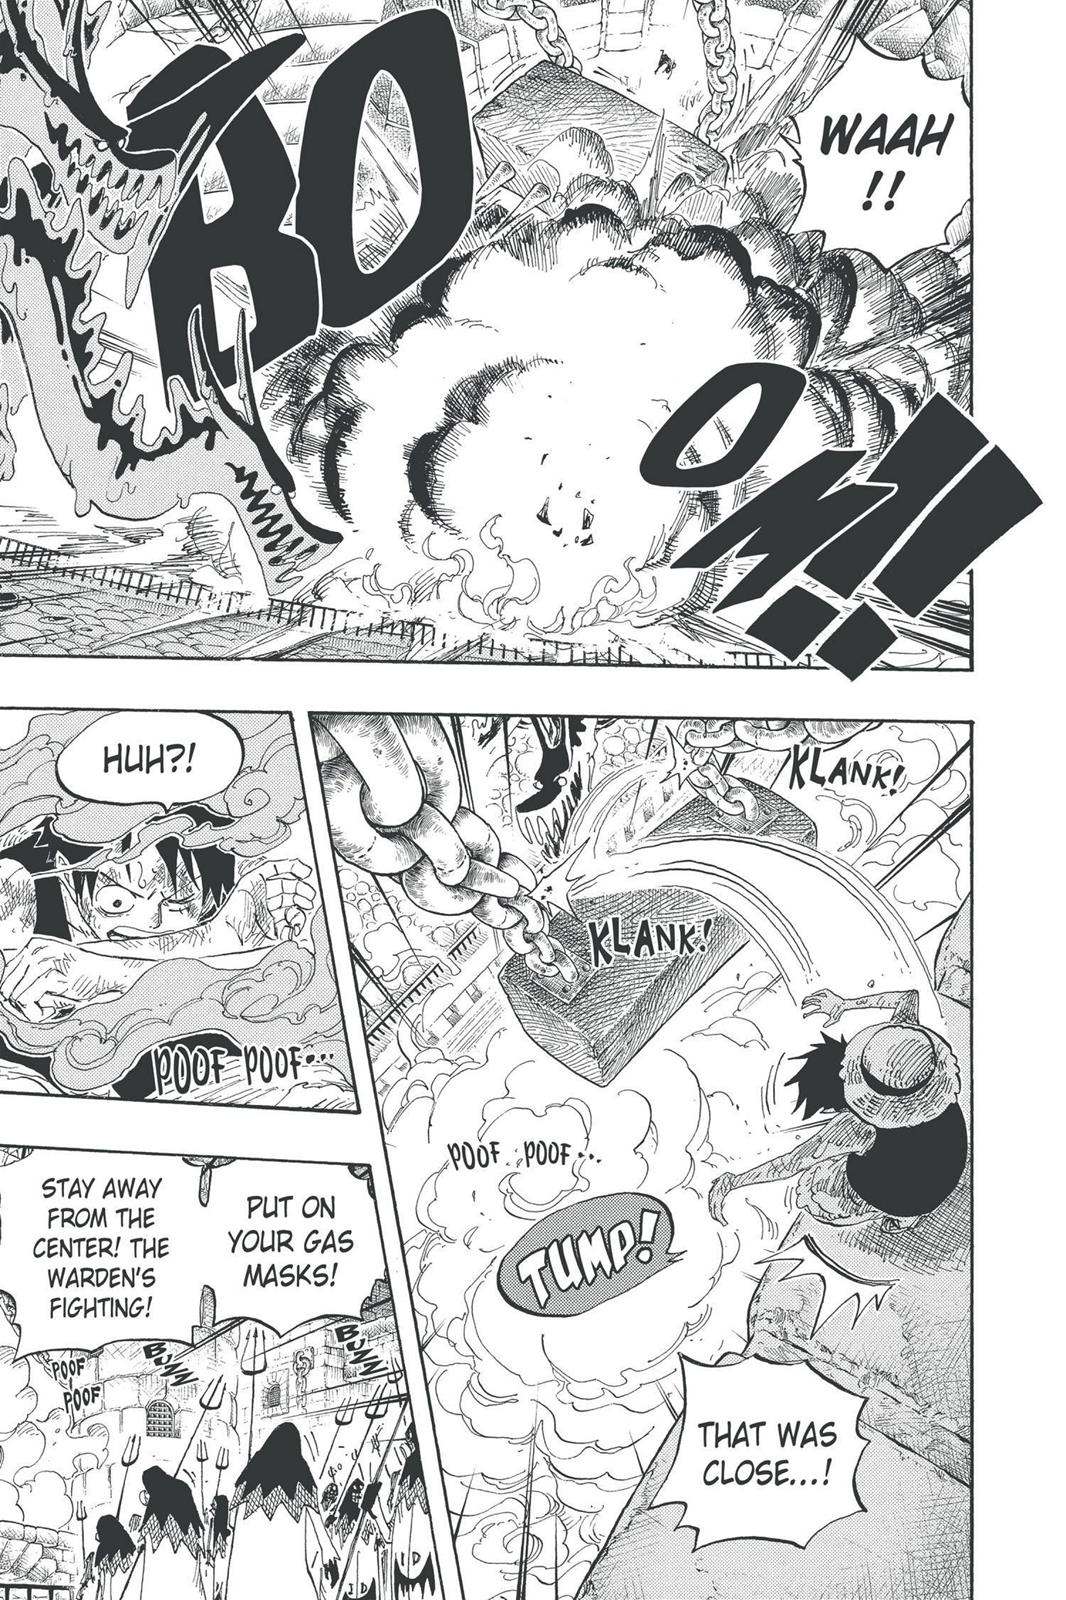 WAAH
!!
BOOM!!
KLANK!
KLANK!
POOF POOF...
TUMP!
THAT WAS
CLOSE...!
HUH?!
POOF POOF...
PUT ON
YOUR GAS
MASKS!
STAY AWAY
FROM THE
CENTER! THE
WARDEN'S
FIGHTING!
BUZZ
BUZZ
POOF
POOF
J D